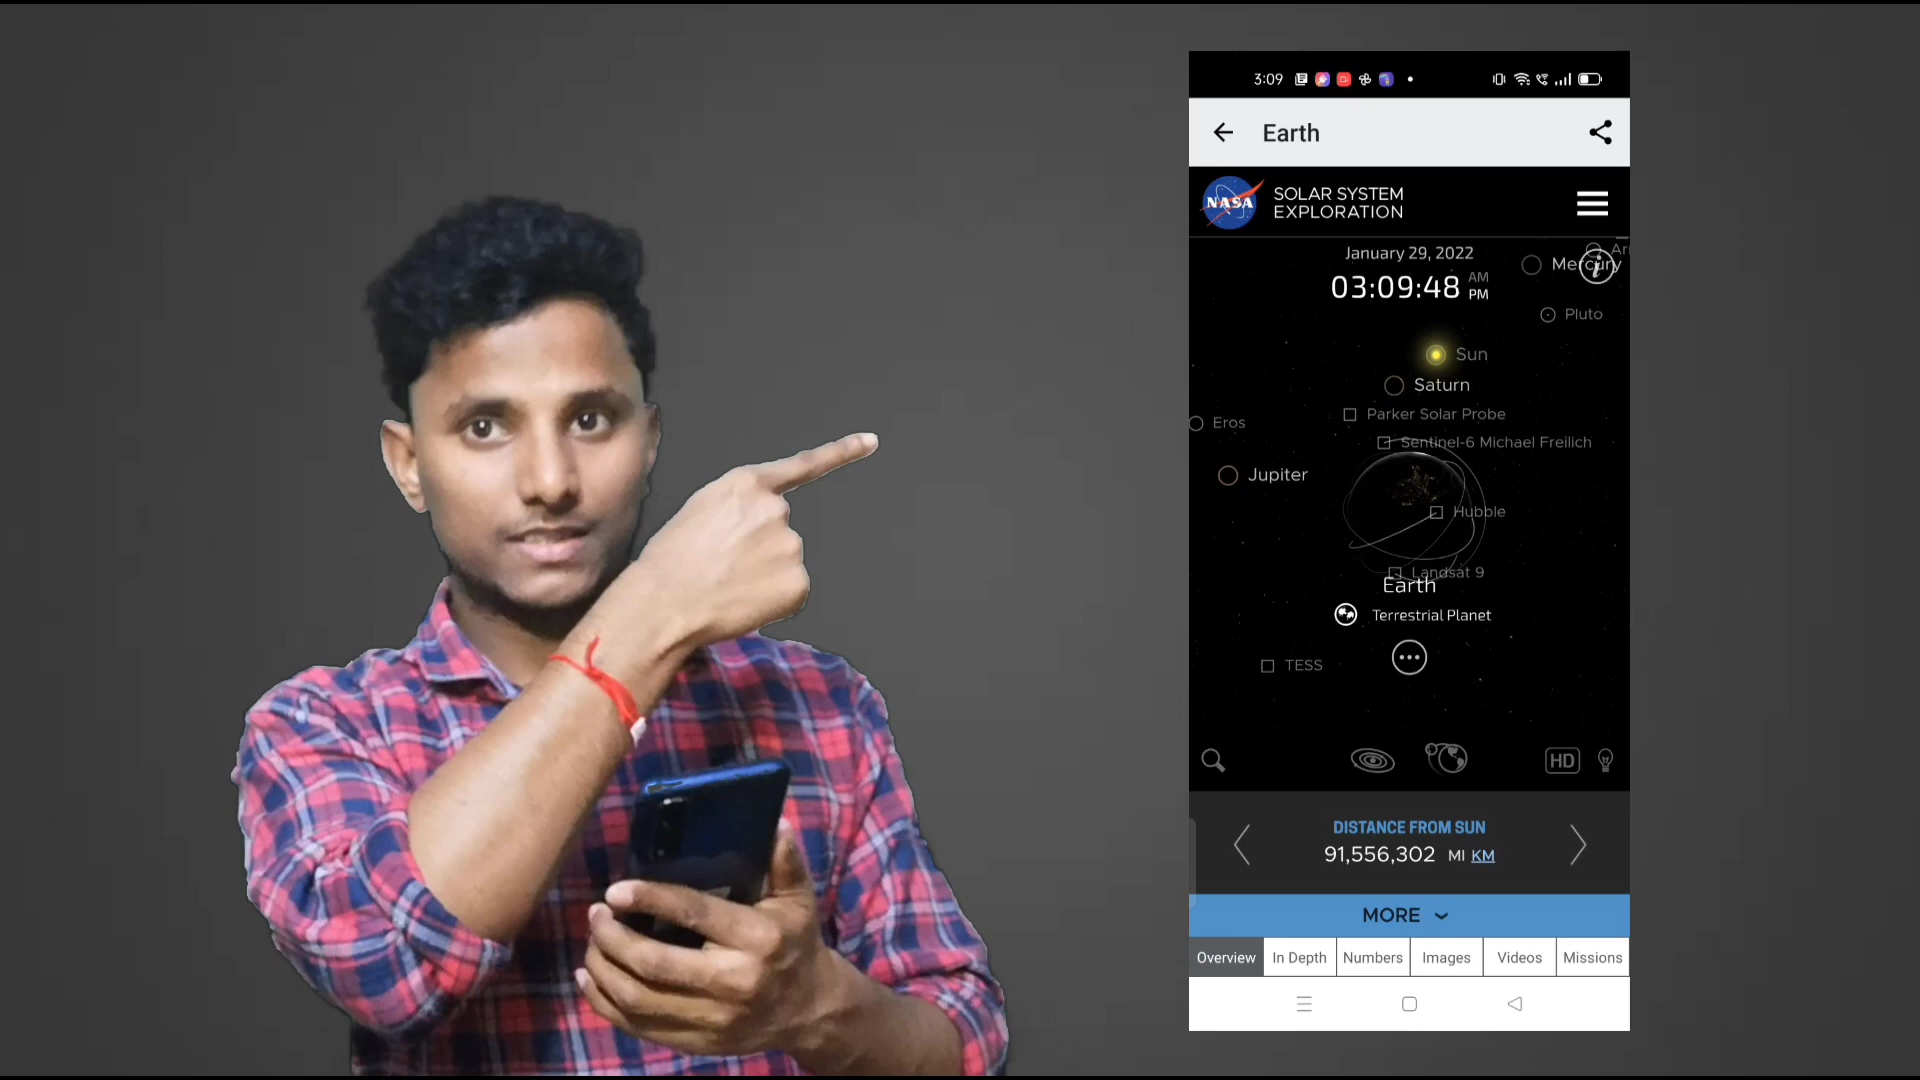 3:09
Earth
NASA
SOLAR SYSTEM
EXPLORATION
January 29, 2022
03:09:48 AM
PM
Mercury
Pluto
Sun
Saturn
Parker Solar Probe
Eros
Sentinel-6 Michael Freilich
Jupiter
Hubble
Landsat 9
Earth
Terrestrial Planet
TESS
HD
DISTANCE FROM SUN
91,556,302 MI KM
MORE
Overview In Depth Numbers Images Videos Missions